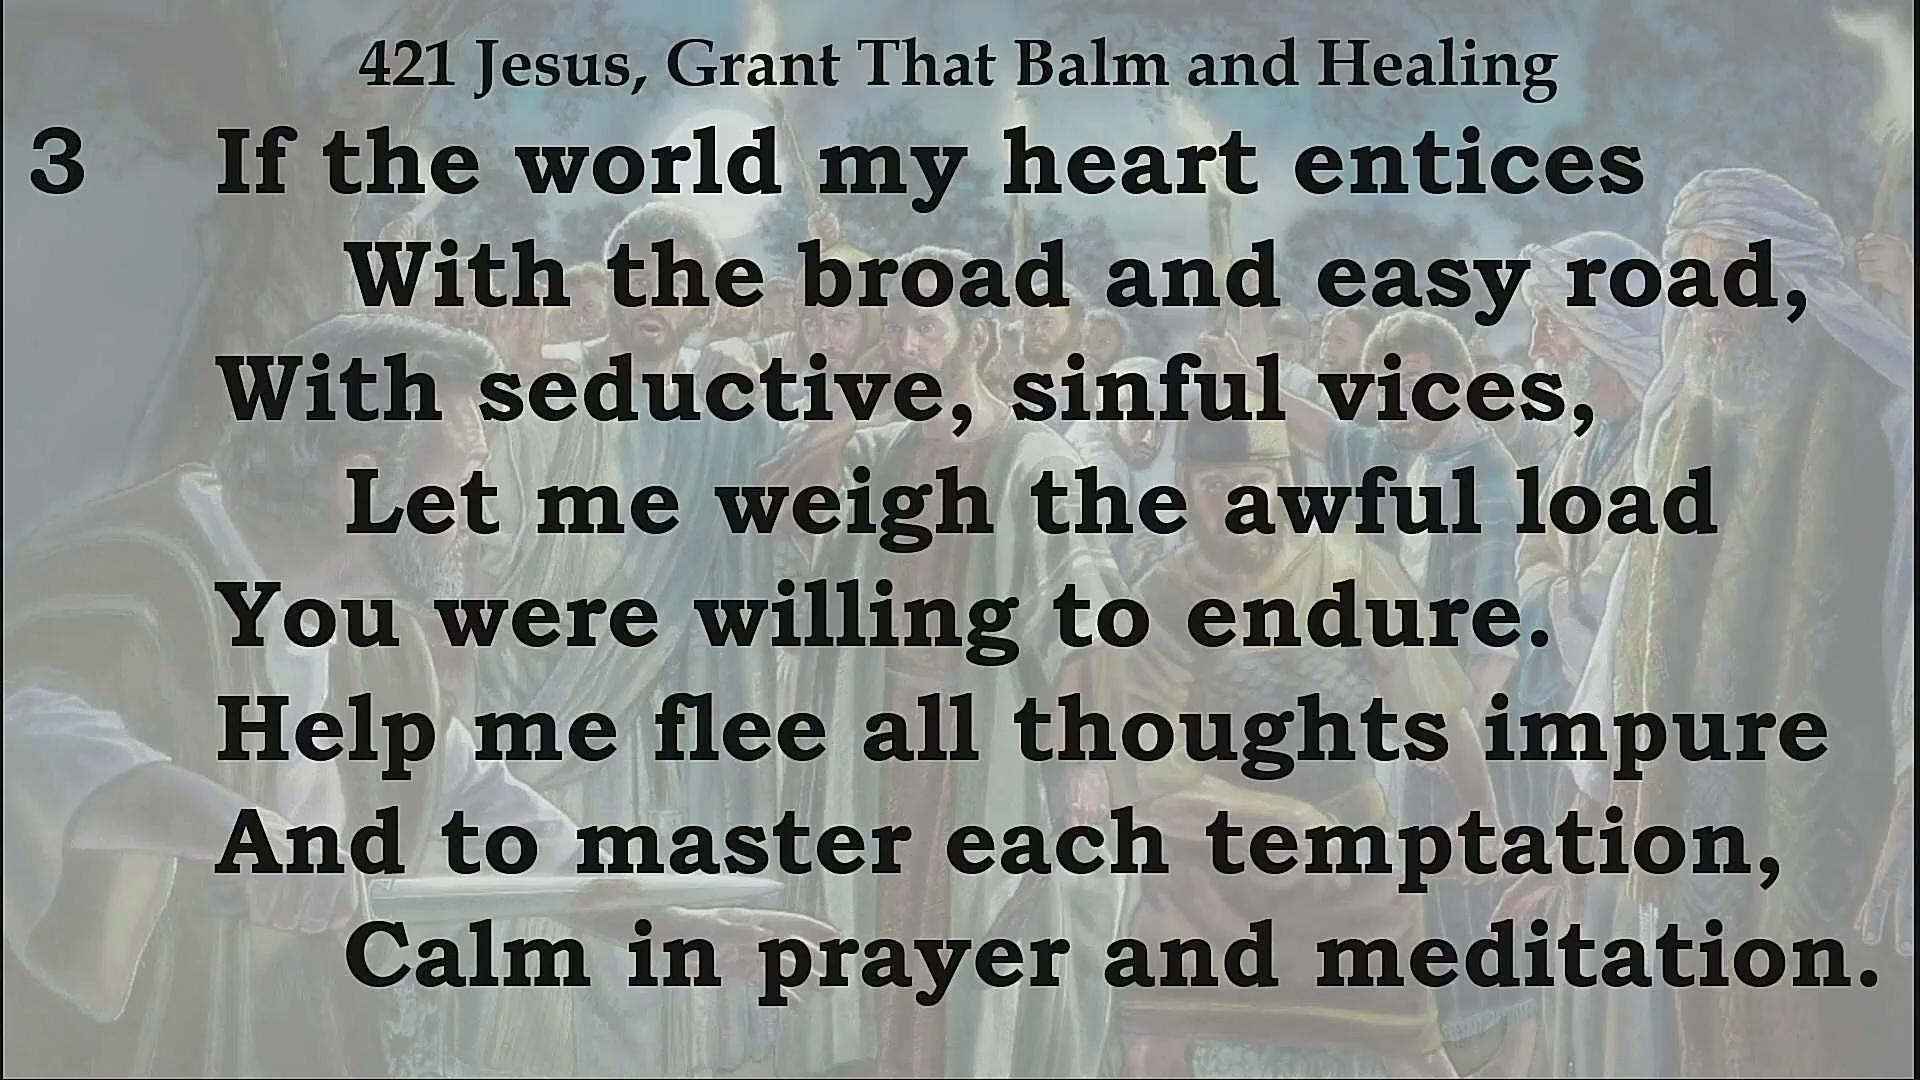 421 Jesus, Grant That Balm and Healing
3 If the world my heart entices
With the broad and easy road,
With seductive, sinful vices,
Let me weigh the awful load
You were willing to endure.
Help me flee all thoughts impure
And to master each temptation,
Calm in prayer and meditation.